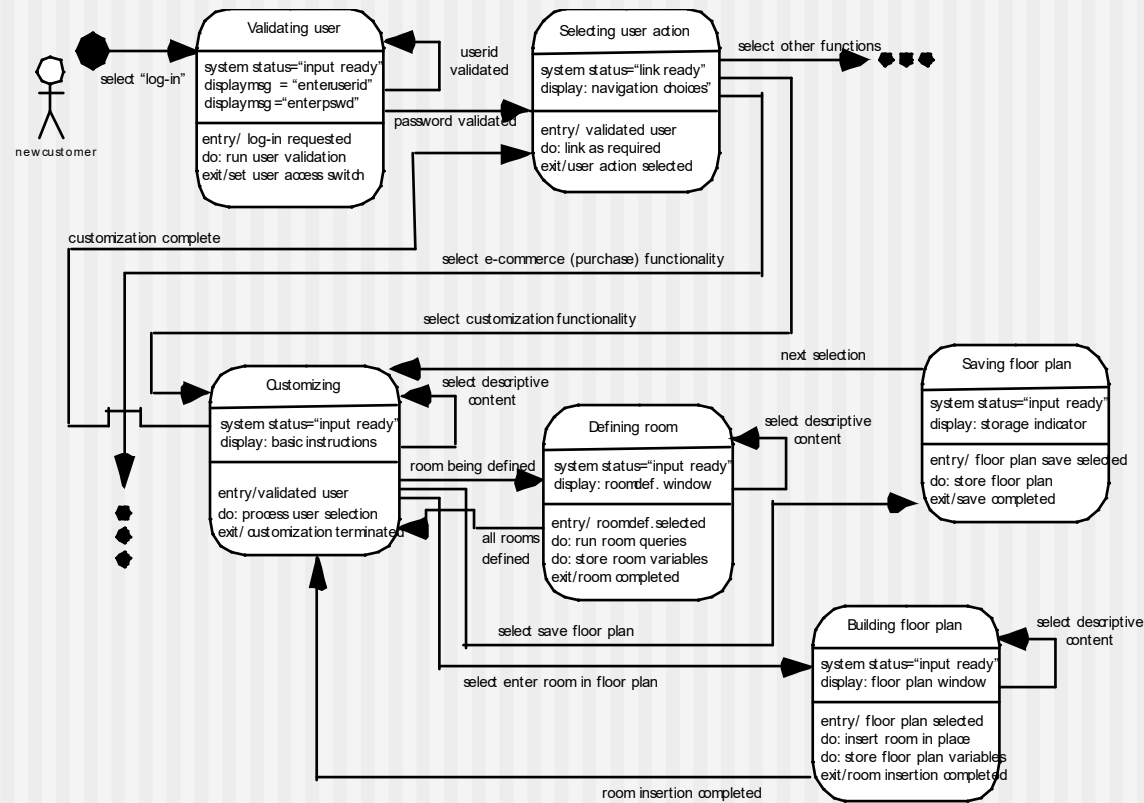 Validating user
system status="input ready"
displaymsg = "enteruserid"
displaymsg ="enterpswd"
entry/ log-in requested
do: run user validation
exit/set user access switch
select "log-in"
newcustomer
userid
validated
password validated
Selecting user action
system status="link ready"
display: navigation choices"
entry/ validated user
do: link as required
exit/user action selected
select other functions
customization complete
select e-commerce (purchase) functionality
select customization functionality
next selection
Customizing
system status="input ready"
display: basic instructions
entry/validated user
do: process user selection
exit/ customization terminated
select descriptive
content
room being defined
all rooms
defined
Defining room
system status="input ready"
display: roomdef. window
entry/ roomdef.selected
do: run room queries
do: store room variables
exit/room completed
select descriptive
content
Saving floor plan
system status="input ready"
display: storage indicator
entry/ floor plan save selected
do: store floor plan
exit/save completed
select save floor plan
select enter room in floor plan
Building floor plan
system status="input ready"
display: floor plan window
entry/ floor plan selected
do: insert room in place
do: store floor plan variables
exit/room insertion completed
select descriptive
content
room insertion completed